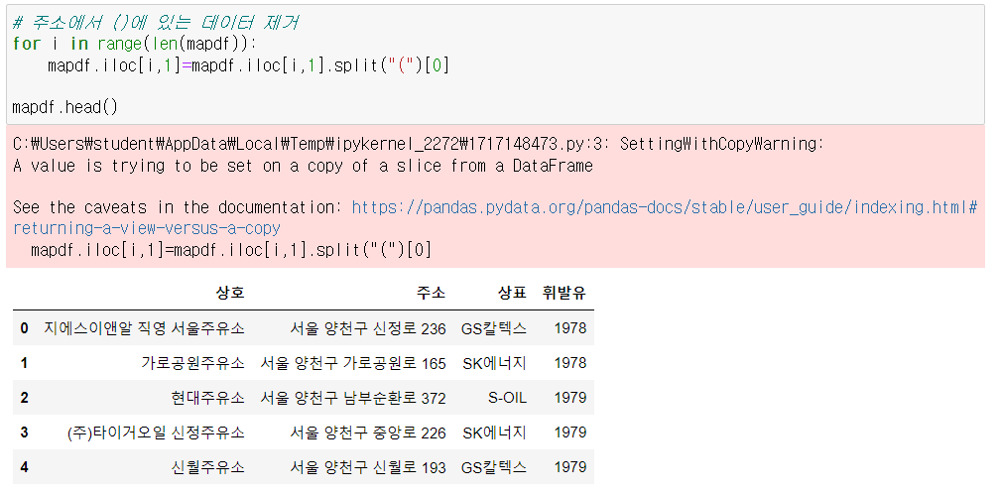 # 주소에서 ()에 있는 데이터 제거
for i in range(len(mapdf)):
    mapdf.iloc[i,1]=mapdf.iloc[i,1].split("(")[0]
mapdf.head()
C:₩Users₩student₩AppData₩Local₩Temp₩ipykernel_2272₩1717148473.py:3: SettingWithCopyWarning:
A value is trying to be set on a copy of a slice from a DataFrame
See the caveats in the documentation: https://pandas.pydata.org/pandas-docs/stable/user_guide/indexing.html#
returning-a-view-versus-a-copy
  mapdf.iloc[i,1]=mapdf.iloc[i,1].split("(")[0]
상호 주소 상표 휘발유
0 지에스이앤알 직영 서울주유소 서울 양천구 신정로 236 GS칼텍스 1978
1 가로공원주유소 서울 양천구 가로공원로 165 SK에너지 1978
2 현대주유소 서울 양천구 남부순환로 372 S-OIL 1979
3 (주)타이거오일 신정주유소 서울 양천구 중앙로 226 SK에너지 1979
4 신월주유소 서울 양천구 신월로 193 GS칼텍스 1979